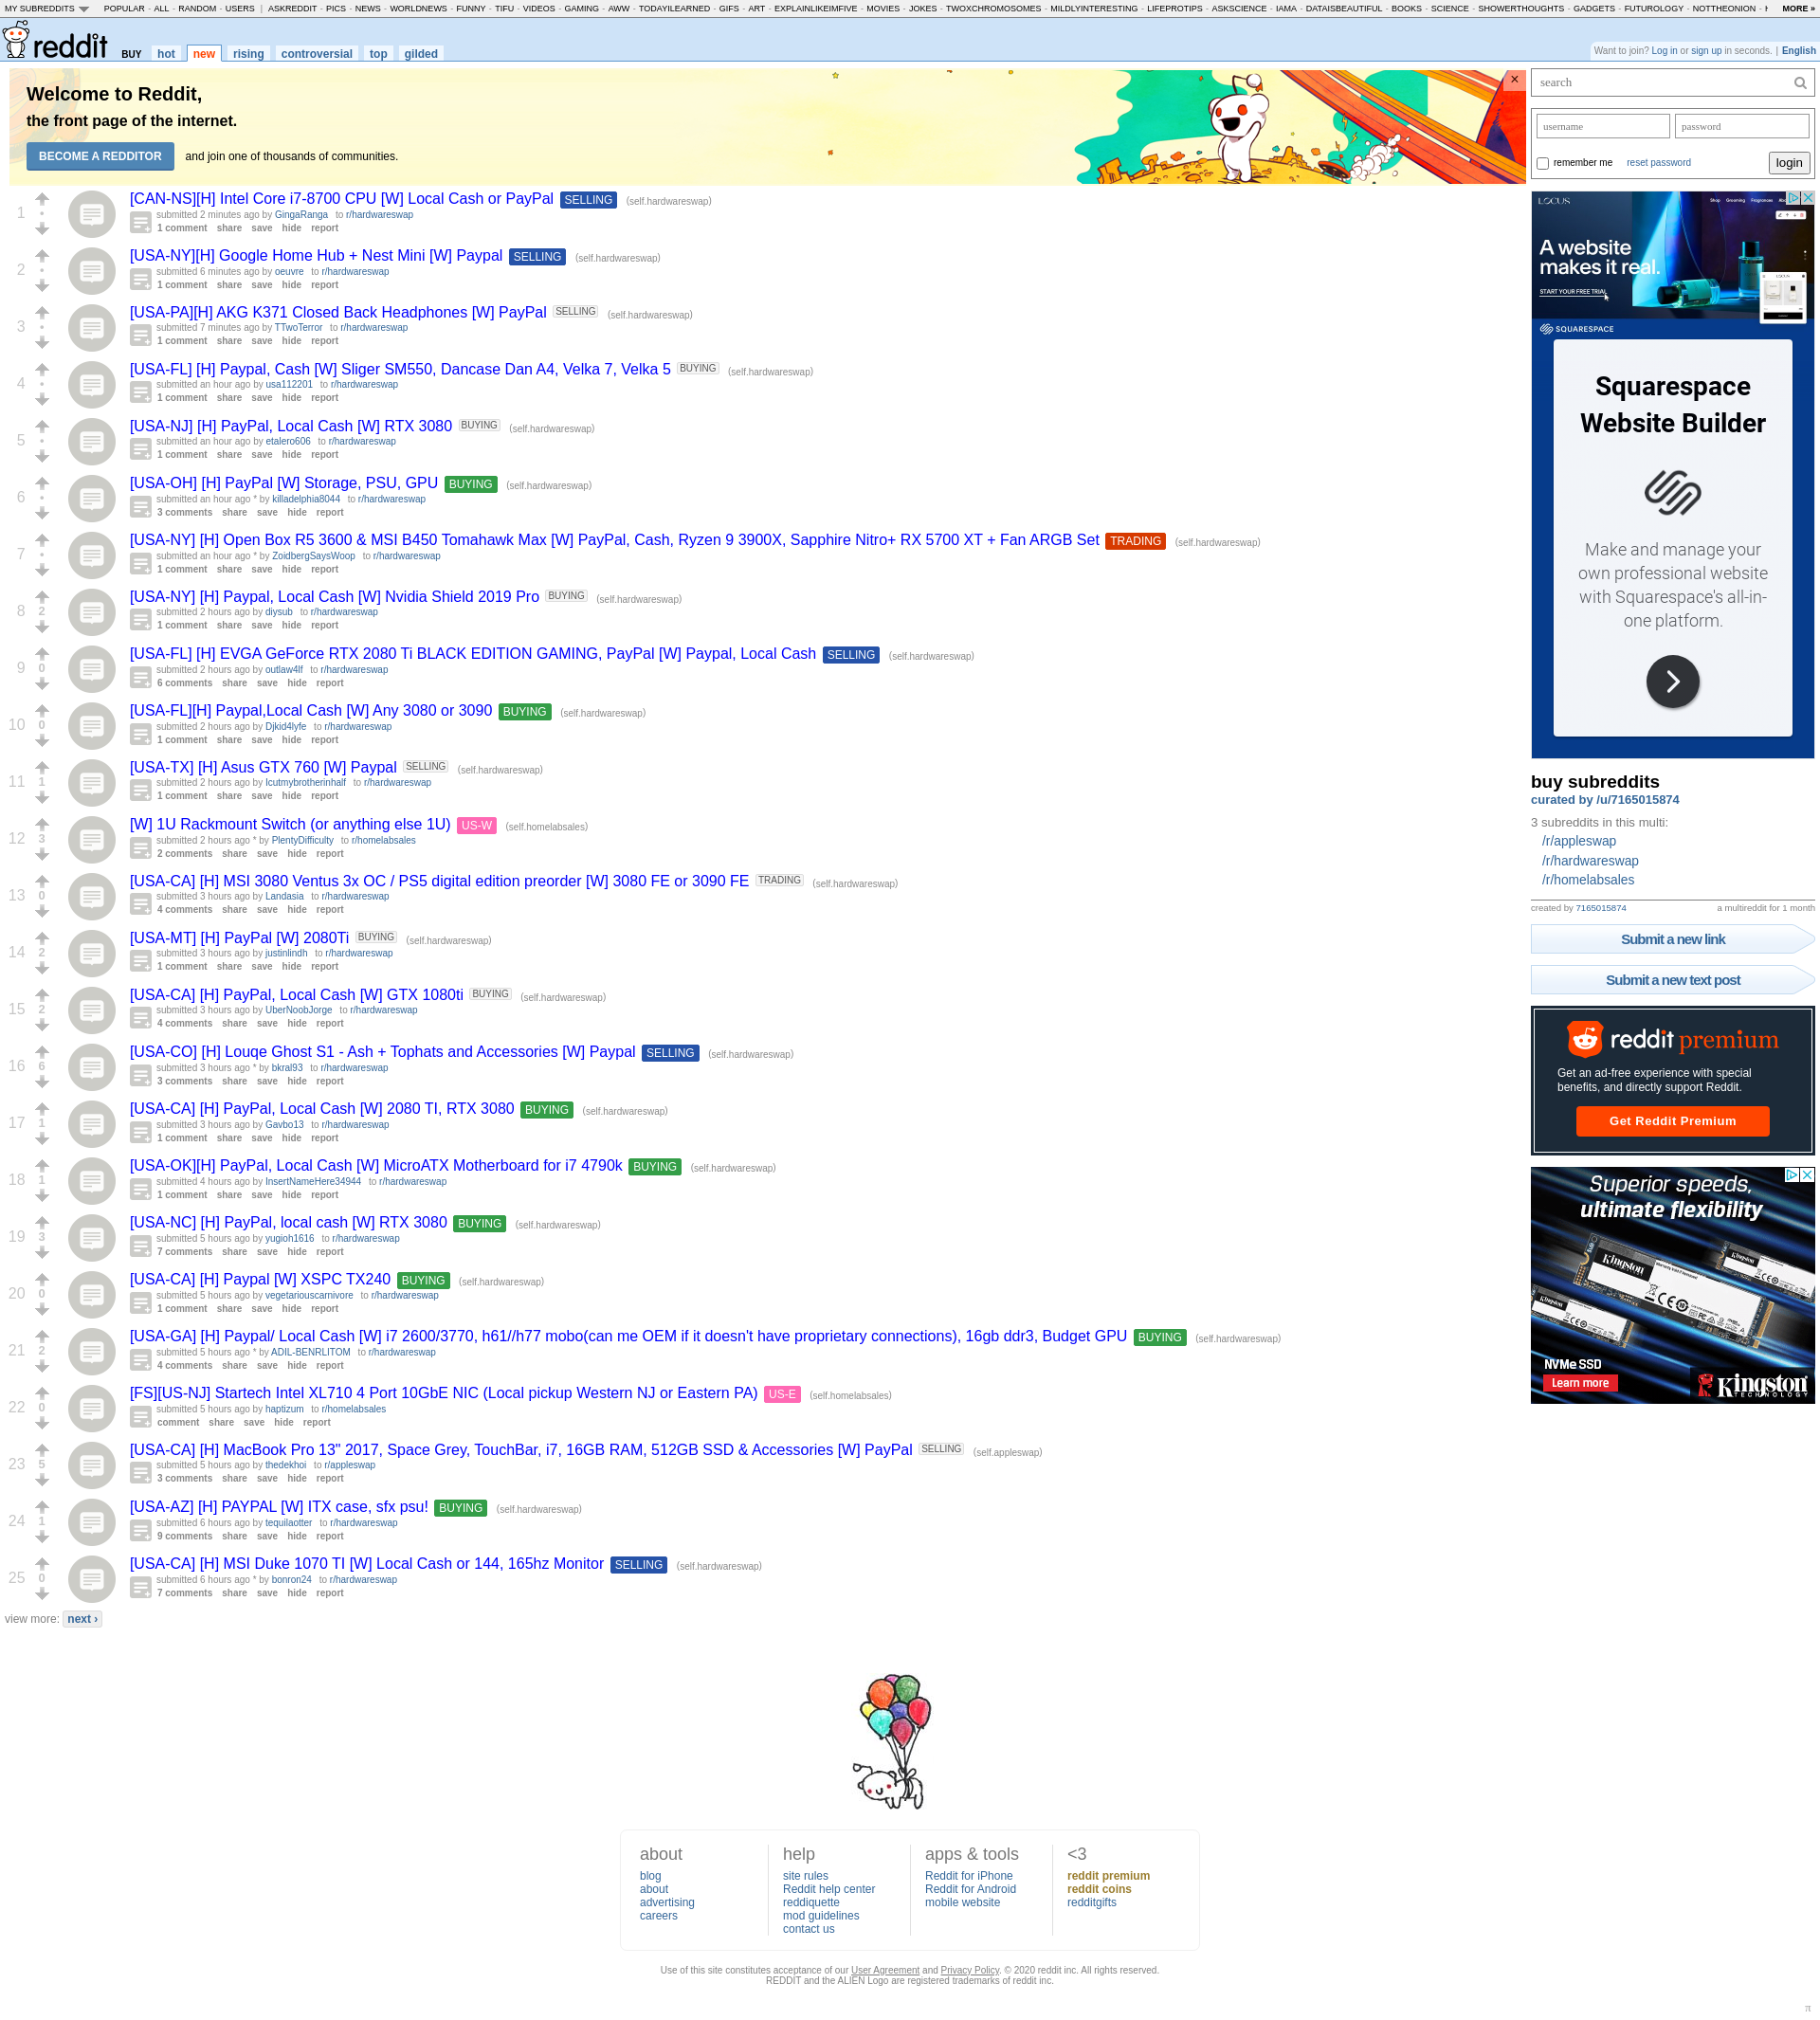 MY SUBREDDITS POPULAR - ALL - RANDOM - USERS | ASKREDDIT - PICS - NEWS - WORLDNEWS - FUNNY - TIFU - VIDEOS - GAMING - AWW - TODAYILEARNED - GIFS - ART - EXPLAINLIKEIMFIVE - MOVIES - JOKES - TWOXCHROMOSOMES - MILDLYINTERESTING - LIFEPROTIPS - ASKSCIENCE - IAMA - DATAISBEAUTIFUL - BOOKS - SCIENCE - SHOWERTHOUGHTS - GADGETS - FUTUROLOGY - NOTTHEONION - MORE »
reddit BUY hot new rising controversial top gilded
Want to join? Log in or sign up in seconds. | English
Welcome to Reddit,
the front page of the internet.
BECOME A REDDITOR and join one of thousands of communities.
×
1
[CAN-NS][H] Intel Core i7-8700 CPU [W] Local Cash or PayPal SELLING (self.hardwareswap)
submitted 2 minutes ago by GingaRanga to r/hardwareswap
1 comment share save hide report
2
[USA-NY][H] Google Home Hub + Nest Mini [W] Paypal SELLING (self.hardwareswap)
submitted 6 minutes ago by oeuvre to r/hardwareswap
1 comment share save hide report
3
[USA-PA][H] AKG K371 Closed Back Headphones [W] PayPal SELLING (self.hardwareswap)
submitted 7 minutes ago by TTwoTerror to r/hardwareswap
1 comment share save hide report
4
[USA-FL] [H] Paypal, Cash [W] Sliger SM550, Dancase Dan A4, Velka 7, Velka 5 BUYING (self.hardwareswap)
submitted an hour ago by usa112201 to r/hardwareswap
1 comment share save hide report
5
[USA-NJ] [H] PayPal, Local Cash [W] RTX 3080 BUYING (self.hardwareswap)
submitted an hour ago by etalero606 to r/hardwareswap
1 comment share save hide report
6
[USA-OH] [H] PayPal [W] Storage, PSU, GPU BUYING (self.hardwareswap)
submitted an hour ago * by killadelphia8044 to r/hardwareswap
3 comments share save hide report
7
[USA-NY] [H] Open Box R5 3600 & MSI B450 Tomahawk Max [W] PayPal, Cash, Ryzen 9 3900X, Sapphire Nitro+ RX 5700 XT + Fan ARGB Set TRADING (self.hardwareswap)
submitted an hour ago * by ZoidbergSaysWoop to r/hardwareswap
1 comment share save hide report
8 2
[USA-NY] [H] Paypal, Local Cash [W] Nvidia Shield 2019 Pro BUYING (self.hardwareswap)
submitted 2 hours ago by diysub to r/hardwareswap
1 comment share save hide report
9 0
[USA-FL] [H] EVGA GeForce RTX 2080 Ti BLACK EDITION GAMING, PayPal [W] Paypal, Local Cash SELLING (self.hardwareswap)
submitted 2 hours ago by outlaw4lf to r/hardwareswap
6 comments share save hide report
10 0
[USA-FL][H] Paypal,Local Cash [W] Any 3080 or 3090 BUYING (self.hardwareswap)
submitted 2 hours ago by Djkid4lyfe to r/hardwareswap
1 comment share save hide report
11 1
[USA-TX] [H] Asus GTX 760 [W] Paypal SELLING (self.hardwareswap)
submitted 2 hours ago by Icutmybrotherinhalf to r/hardwareswap
1 comment share save hide report
12 3
[W] 1U Rackmount Switch (or anything else 1U) US-W (self.homelabsales)
submitted 2 hours ago * by PlentyDifficulty to r/homelabsales
2 comments share save hide report
13 0
[USA-CA] [H] MSI 3080 Ventus 3x OC / PS5 digital edition preorder [W] 3080 FE or 3090 FE TRADING (self.hardwareswap)
submitted 3 hours ago by Landasia to r/hardwareswap
4 comments share save hide report
14 2
[USA-MT] [H] PayPal [W] 2080Ti BUYING (self.hardwareswap)
submitted 3 hours ago by justinlindh to r/hardwareswap
1 comment share save hide report
15 2
[USA-CA] [H] PayPal, Local Cash [W] GTX 1080ti BUYING (self.hardwareswap)
submitted 3 hours ago by UberNoobJorge to r/hardwareswap
4 comments share save hide report
16 6
[USA-CO] [H] Louqe Ghost S1 - Ash + Tophats and Accessories [W] Paypal SELLING (self.hardwareswap)
submitted 3 hours ago * by bkral93 to r/hardwareswap
3 comments share save hide report
17 1
[USA-CA] [H] PayPal, Local Cash [W] 2080 TI, RTX 3080 BUYING (self.hardwareswap)
submitted 3 hours ago by Gavbo13 to r/hardwareswap
1 comment share save hide report
18 1
[USA-OK][H] PayPal, Local Cash [W] MicroATX Motherboard for i7 4790k BUYING (self.hardwareswap)
submitted 4 hours ago by InsertNameHere34944 to r/hardwareswap
1 comment share save hide report
19 3
[USA-NC] [H] PayPal, local cash [W] RTX 3080 BUYING (self.hardwareswap)
submitted 5 hours ago by yugioh1616 to r/hardwareswap
7 comments share save hide report
20 0
[USA-CA] [H] Paypal [W] XSPC TX240 BUYING (self.hardwareswap)
submitted 5 hours ago by vegetariouscarnivore to r/hardwareswap
1 comment share save hide report
21 2
[USA-GA] [H] Paypal/ Local Cash [W] i7 2600/3770, h61//h77 mobo(can me OEM if it doesn't have proprietary connections), 16gb ddr3, Budget GPU BUYING (self.hardwareswap)
submitted 5 hours ago * by ADIL-BENRLITOM to r/hardwareswap
4 comments share save hide report
22 0
[FS][US-NJ] Startech Intel XL710 4 Port 10GbE NIC (Local pickup Western NJ or Eastern PA) US-E (self.homelabsales)
submitted 5 hours ago by haptizum to r/homelabsales
comment share save hide report
23 5
[USA-CA] [H] MacBook Pro 13" 2017, Space Grey, TouchBar, i7, 16GB RAM, 512GB SSD & Accessories [W] PayPal SELLING (self.appleswap)
submitted 5 hours ago by thedekhoi to r/appleswap
3 comments share save hide report
24 1
[USA-AZ] [H] PAYPAL [W] ITX case, sfx psu! BUYING (self.hardwareswap)
submitted 6 hours ago by tequilaotter to r/hardwareswap
9 comments share save hide report
25 0
[USA-CA] [H] MSI Duke 1070 TI [W] Local Cash or 144, 165hz Monitor SELLING (self.hardwareswap)
submitted 6 hours ago * by bonron24 to r/hardwareswap
7 comments share save hide report
view more: next ›
search
username password
remember me reset password login
LOCUS
A website
makes it real.
START YOUR FREE TRIAL
SQUARESPACE
Squarespace
Website Builder
Make and manage your
own professional website
with Squarespace's all-in-
one platform.
buy subreddits
curated by /u/7165015874
3 subreddits in this multi:
/r/appleswap
/r/hardwareswap
/r/homelabsales
created by 7165015874 a multireddit for 1 month
Submit a new link
Submit a new text post
reddit premium
Get an ad-free experience with special
benefits, and directly support Reddit.
Get Reddit Premium
Superior speeds,
ultimate flexibility
Kingston
Kingston
Kingston
NVMe SSD
Learn more
Kingston
TECHNOLOGY
about
blog
about
advertising
careers
help
site rules
Reddit help center
reddiquette
mod guidelines
contact us
apps & tools
Reddit for iPhone
Reddit for Android
mobile website
<3
reddit premium
reddit coins
redditgifts
Use of this site constitutes acceptance of our User Agreement and Privacy Policy. © 2020 reddit inc. All rights reserved.
REDDIT and the ALIEN Logo are registered trademarks of reddit inc.
π